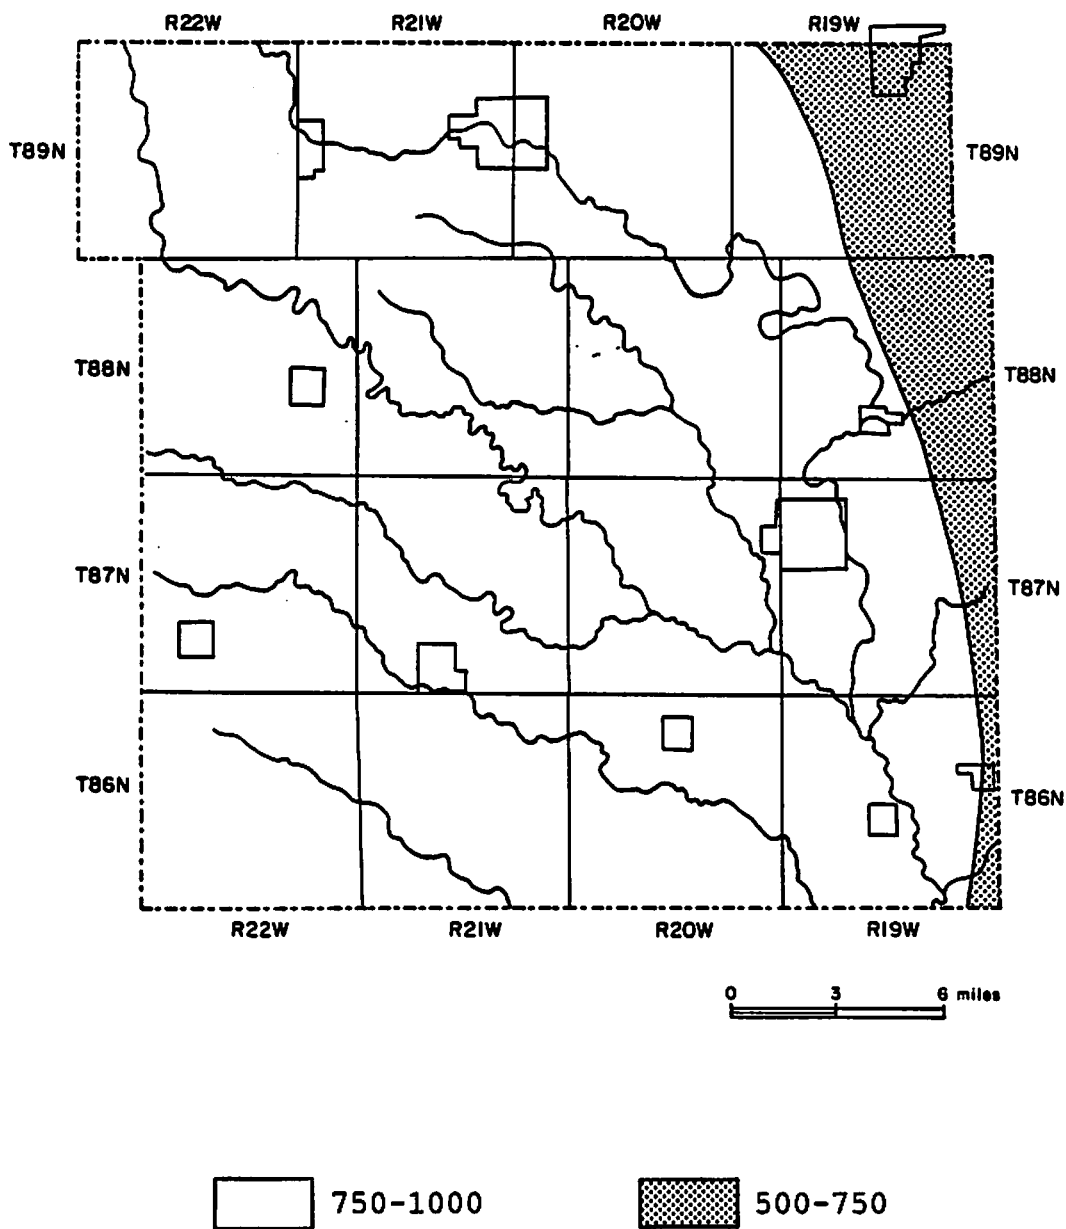 R22W R21W R20W R19W
T89N T89N
T88N T88N
T87N T87N
T86N T86N
R22W R21W R20W R19W
0 3 6 miles
750-1000 500-750